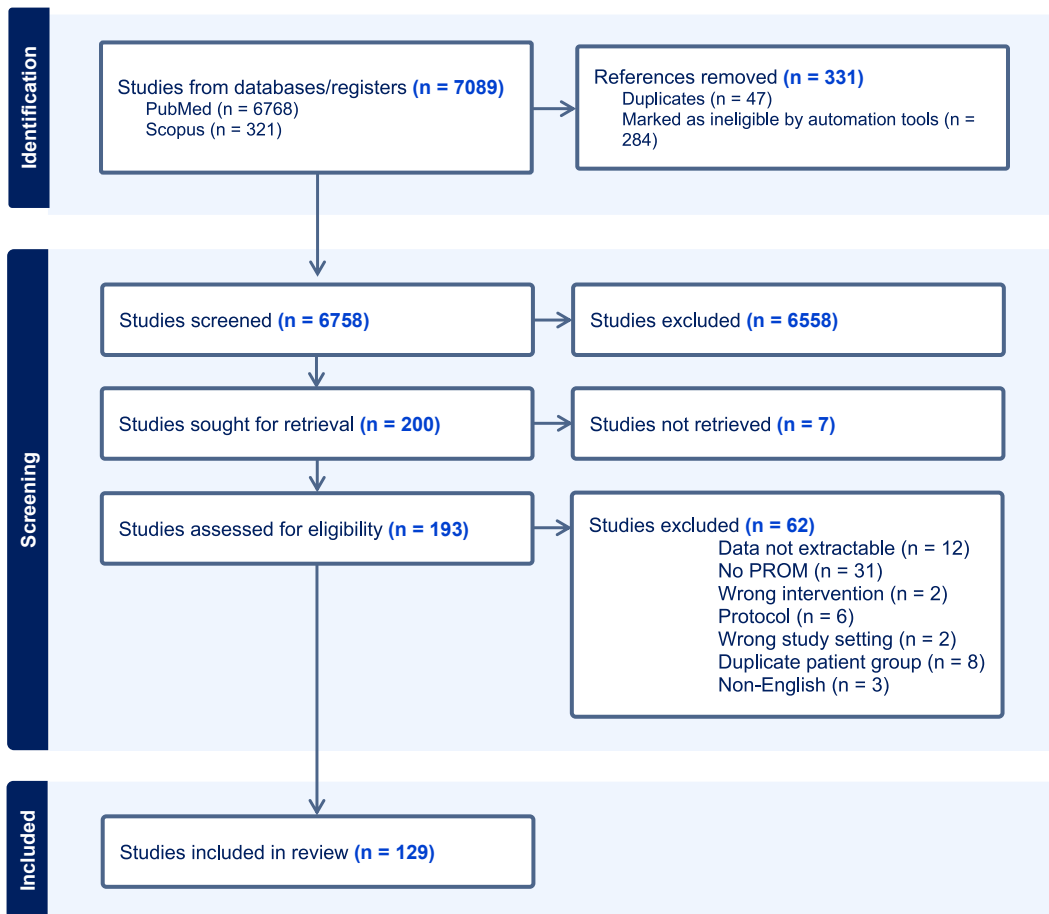 Identification
Studies from databases/registers (n = 7089)
PubMed (n = 6768)
Scopus (n = 321)
References removed (n = 331)
Duplicates (n = 47)
Marked as ineligible by automation tools (n =
284)
Screening
Studies screened (n = 6758)
Studies excluded (n = 6558)
Studies sought for retrieval (n = 200)
Studies not retrieved (n = 7)
Studies assessed for eligibility (n = 193)
Studies excluded (n = 62)
Data not extractable (n = 12)
No PROM (n = 31)
Wrong intervention (n = 2)
Protocol (n = 6)
Wrong study setting (n = 2)
Duplicate patient group (n = 8)
Non-English (n = 3)
Included
Studies included in review (n = 129)